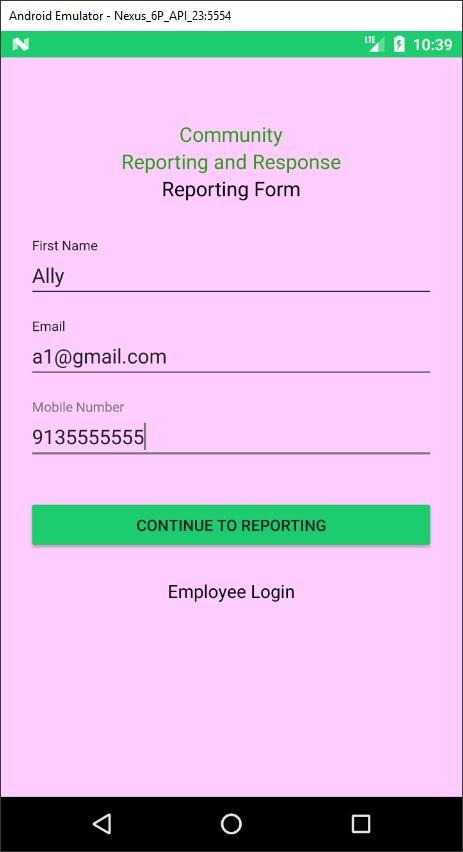 Android Emulator - Nexus_6P_API_23:5554
LTE 10:39
Community
Reporting and Response
Reporting Form
First Name
Ally
Email
a1@gmail.com
Mobile Number
9135555555
CONTINUE TO REPORTING
Employee Login